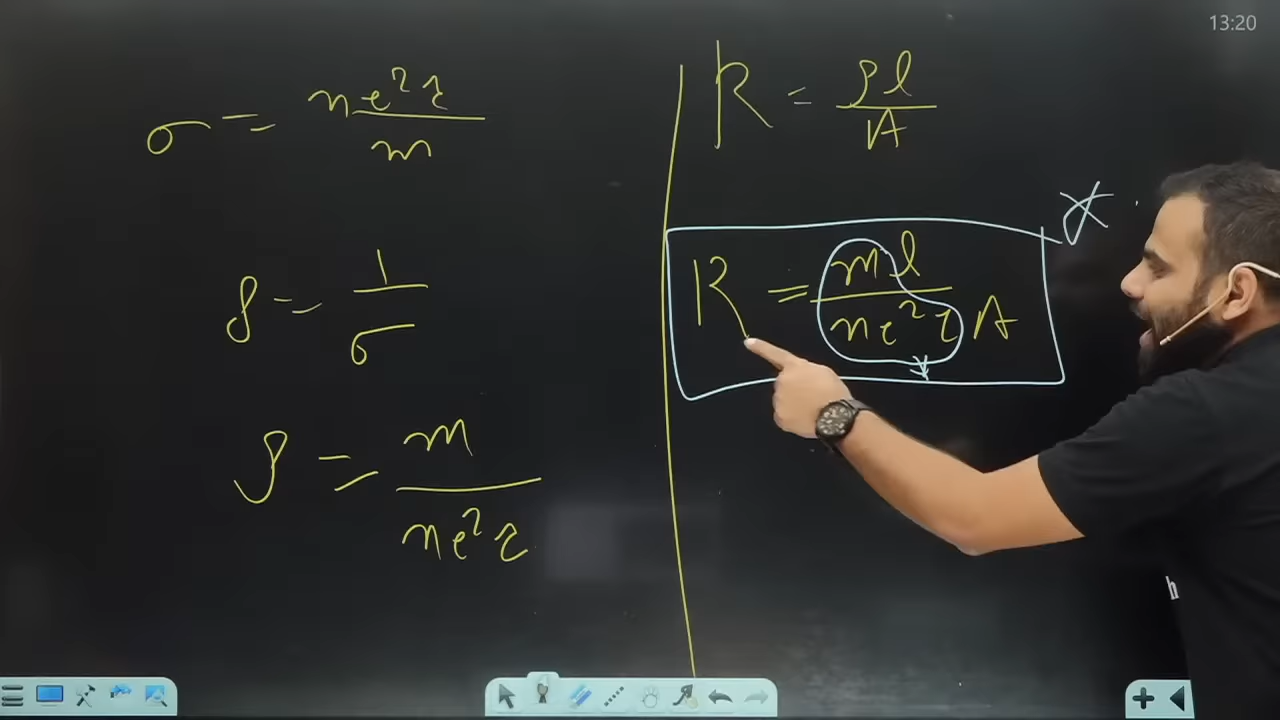 13:20
σ = ne²τ/m
ρ = 1/σ
ρ = m/ne²τ
R = ρl/A
R = ml/ne²τA
h